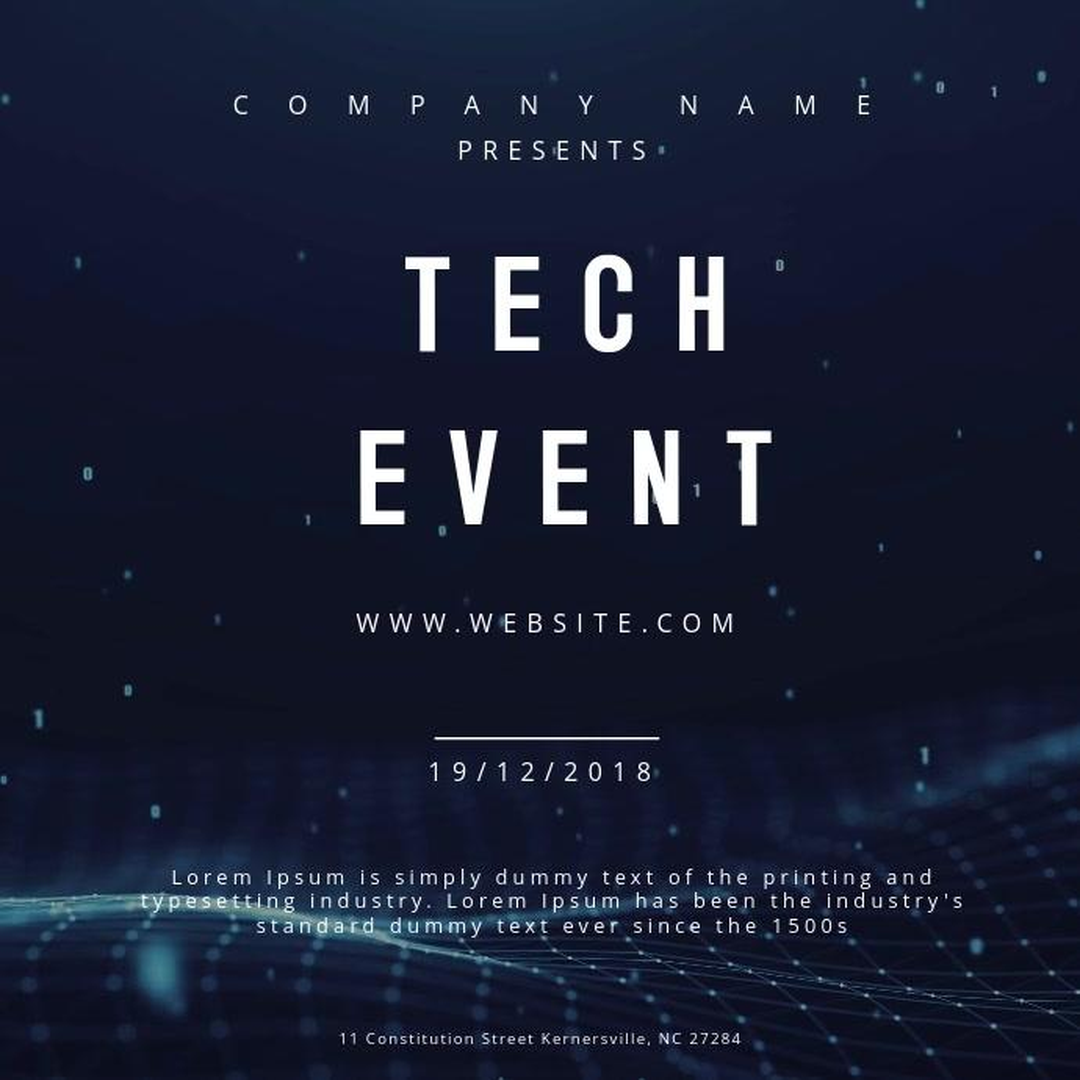 COMPANY NAME
PRESENTS
TECH
EVENT
WWW.WEBSITE.COM
19/12/2018
Lorem Ipsum is simply dummy text of the printing and
typesetting industry. Lorem Ipsum has been the industry's
standard dummy text ever since the 1500s
11 Constitution Street Kernersville, NC 27284